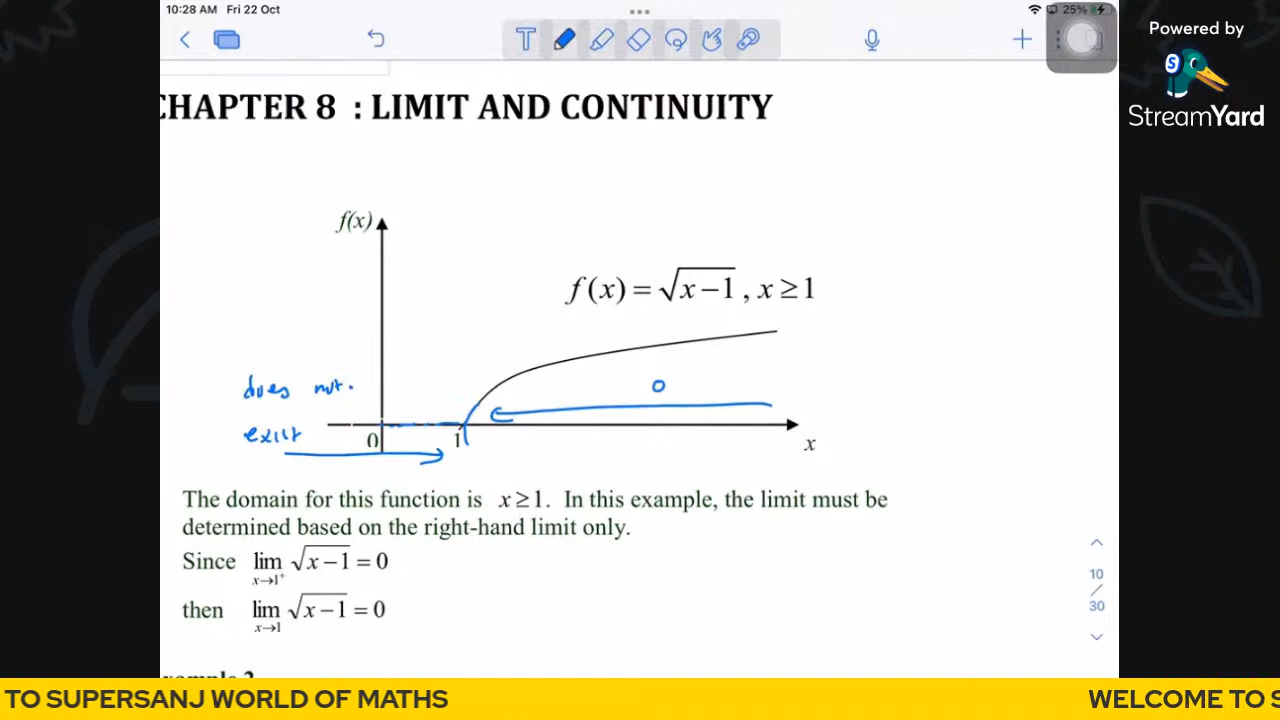 10:28 AM Fri 22 Oct
25%
Powered by
S
StreamYard
CHAPTER 8 : LIMIT AND CONTINUITY
f(x)
f(x) = √(x−1) , x ≥ 1
does not.
0
exist
0 1
x
The domain for this function is x ≥ 1. In this example, the limit must be
determined based on the right-hand limit only.
Since lim x→1⁺ √(x−1) = 0
then lim x→1 √(x−1) = 0
10
/
30
TO SUPERSANJ WORLD OF MATHS
WELCOME TO S